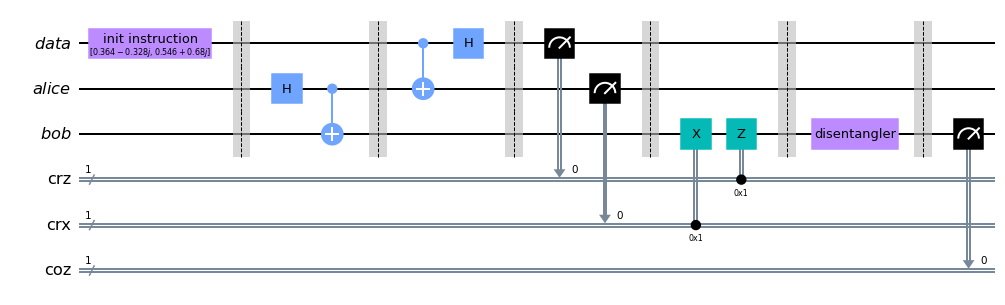 init instruction
[0.364 − 0.328j, 0.546 + 0.68j]
data
H
H
alice
H
bob
X
Z
disentangler
crz
1
0
0x1
crx
1
0
0x1
coz
1
0